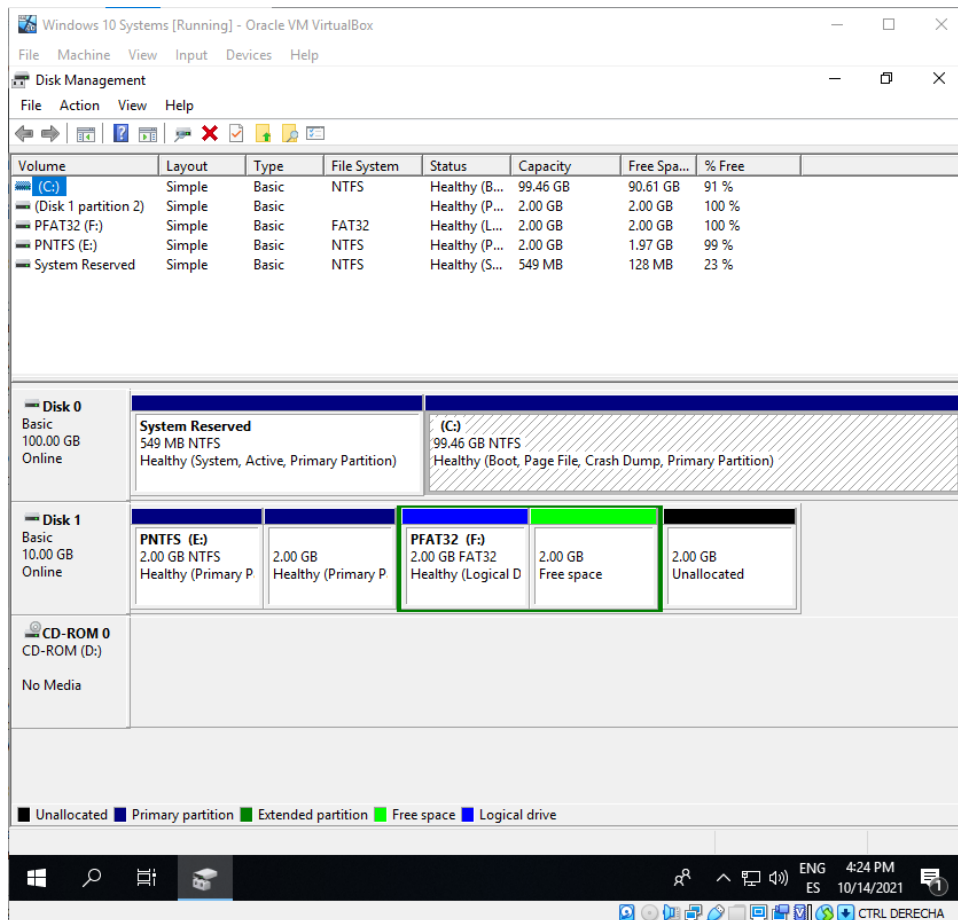 Windows 10 Systems [Running] - Oracle VM VirtualBox
File Machine View Input Devices Help
Disk Management
File Action View Help
Volume Layout Type File System Status Capacity Free Spa... % Free
(C:) Simple Basic NTFS Healthy (B... 99.46 GB 90.61 GB 91 %
(Disk 1 partition 2) Simple Basic Healthy (P... 2.00 GB 2.00 GB 100 %
PFAT32 (F:) Simple Basic FAT32 Healthy (L... 2.00 GB 2.00 GB 100 %
PNTFS (E:) Simple Basic NTFS Healthy (P... 2.00 GB 1.97 GB 99 %
System Reserved Simple Basic NTFS Healthy (S... 549 MB 128 MB 23 %
Disk 0
Basic
100.00 GB
Online
System Reserved
549 MB NTFS
Healthy (System, Active, Primary Partition)
(C:)
99.46 GB NTFS
Healthy (Boot, Page File, Crash Dump, Primary Partition)
Disk 1
Basic
10.00 GB
Online
PNTFS (E:)
2.00 GB NTFS
Healthy (Primary P
2.00 GB
Healthy (Primary P
PFAT32 (F:)
2.00 GB FAT32
Healthy (Logical D
2.00 GB
Free space
2.00 GB
Unallocated
CD-ROM 0
CD-ROM (D:)
No Media
Unallocated Primary partition Extended partition Free space Logical drive
ENG 4:24 PM
ES 10/14/2021
1
CTRL DERECHA